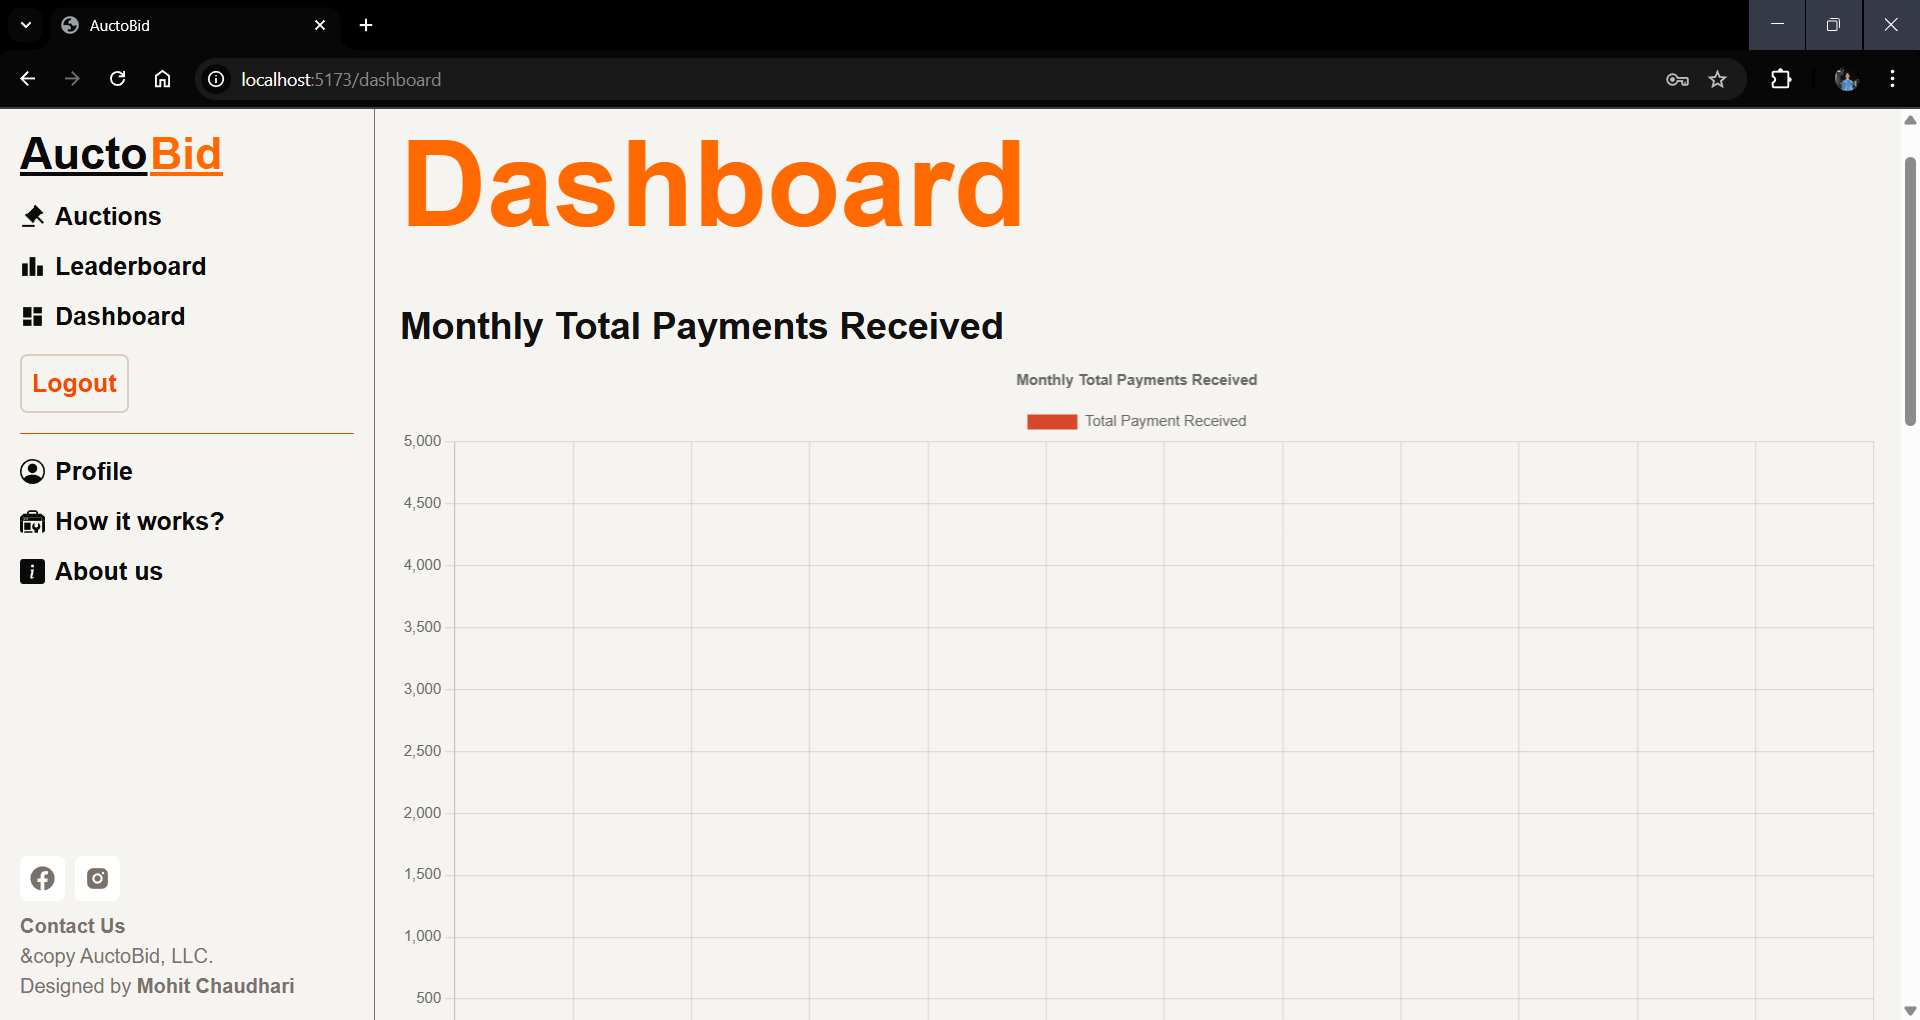 AuctoBid
localhost:5173/dashboard
AuctoBid
Auctions
Leaderboard
Dashboard
Logout
Profile
How it works?
About us
Contact Us
&copy AuctoBid, LLC.
Designed by Mohit Chaudhari
Dashboard
Monthly Total Payments Received
Monthly Total Payments Received
Total Payment Received
5,000
4,500
4,000
3,500
3,000
2,500
2,000
1,500
1,000
500